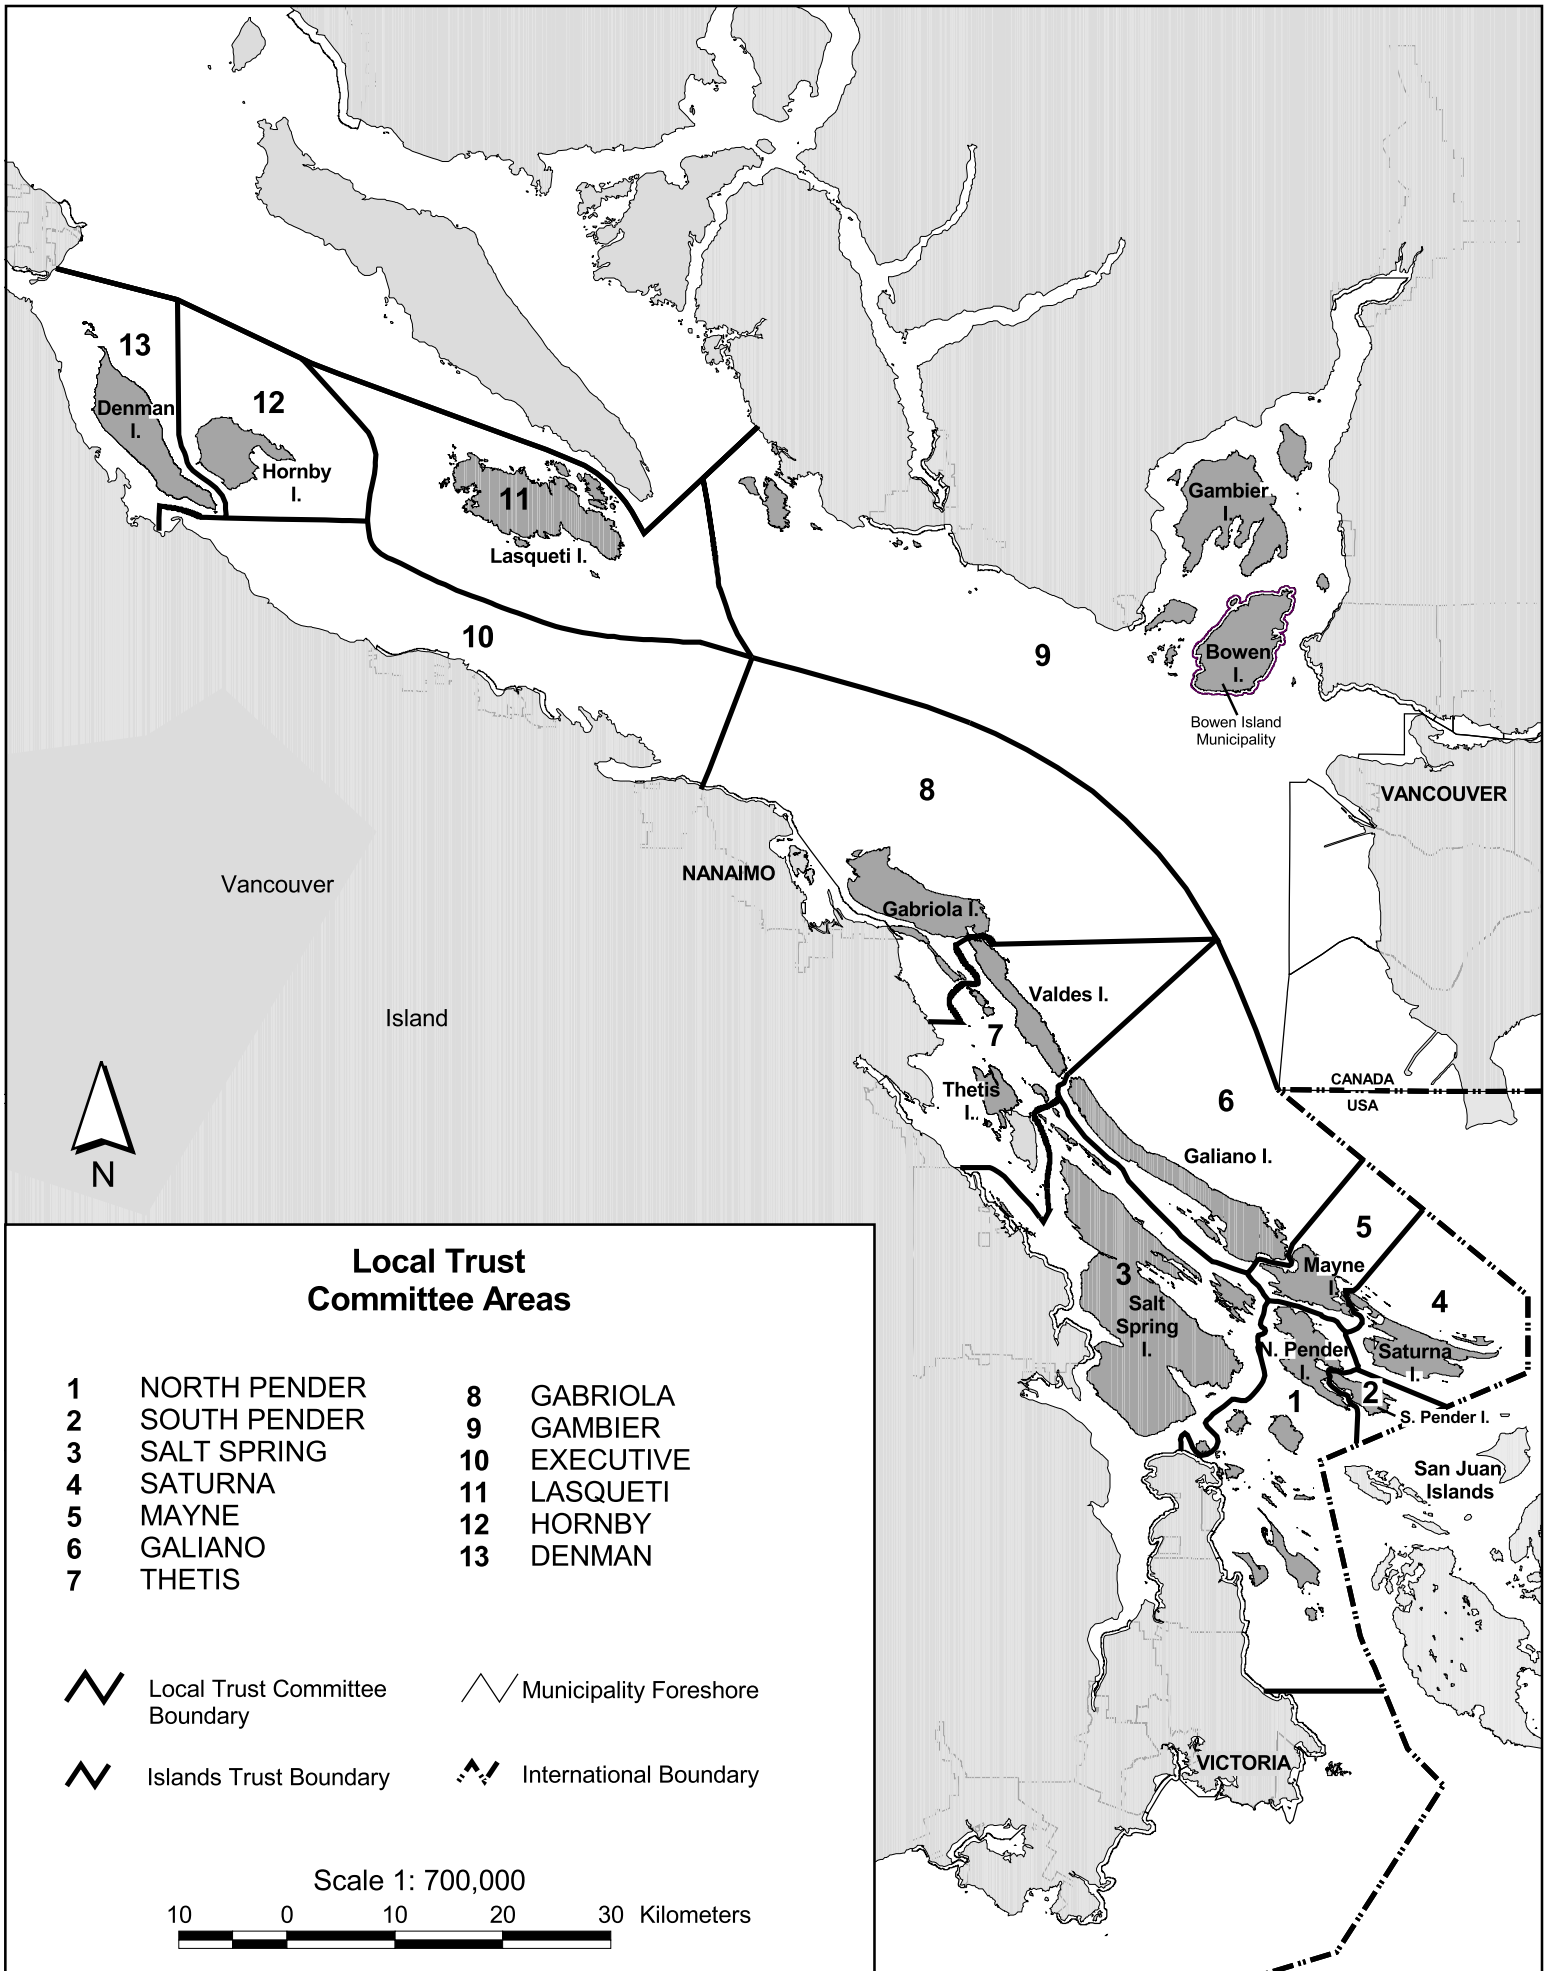 13
Denman
I.
12
Hornby
I.
11
Lasqueti I.
10
Gambier
I.
9
Bowen
I.
Bowen Island
Municipality
8
VANCOUVER
NANAIMO
Vancouver
Island
Gabriola I.
Valdes I.
7
Thetis
I.
CANADA
USA
6
Galiano I.
5
Mayne
I.
4
3
Salt
Spring
I.
N. Pender
I.
Saturna
I.
2
1
S. Pender I.
San Juan
Islands
VICTORIA
N
Local Trust
Committee Areas
1 NORTH PENDER
2 SOUTH PENDER
3 SALT SPRING
4 SATURNA
5 MAYNE
6 GALIANO
7 THETIS
8 GABRIOLA
9 GAMBIER
10 EXECUTIVE
11 LASQUETI
12 HORNBY
13 DENMAN
Local Trust Committee
Boundary
Municipality Foreshore
Islands Trust Boundary
International Boundary
Scale 1: 700,000
10 0 10 20 30 Kilometers